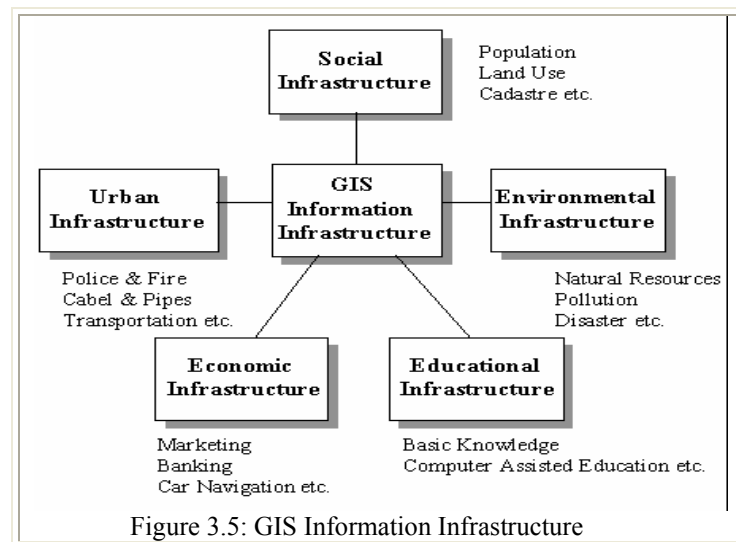 Social
Infrastructure
Population
Land Use
Cadastre etc.
Urban
Infrastructure
GIS
Information
Infrastructure
Environmental
Infrastructure
Police & Fire
Cabel & Pipes
Transportation etc.
Natural Resources
Pollution
Disaster etc.
Economic
Infrastructure
Educational
Infrastructure
Marketing
Banking
Car Navigation etc.
Basic Knowledge
Computer Assisted Education etc.
Figure 3.5: GIS Information Infrastructure